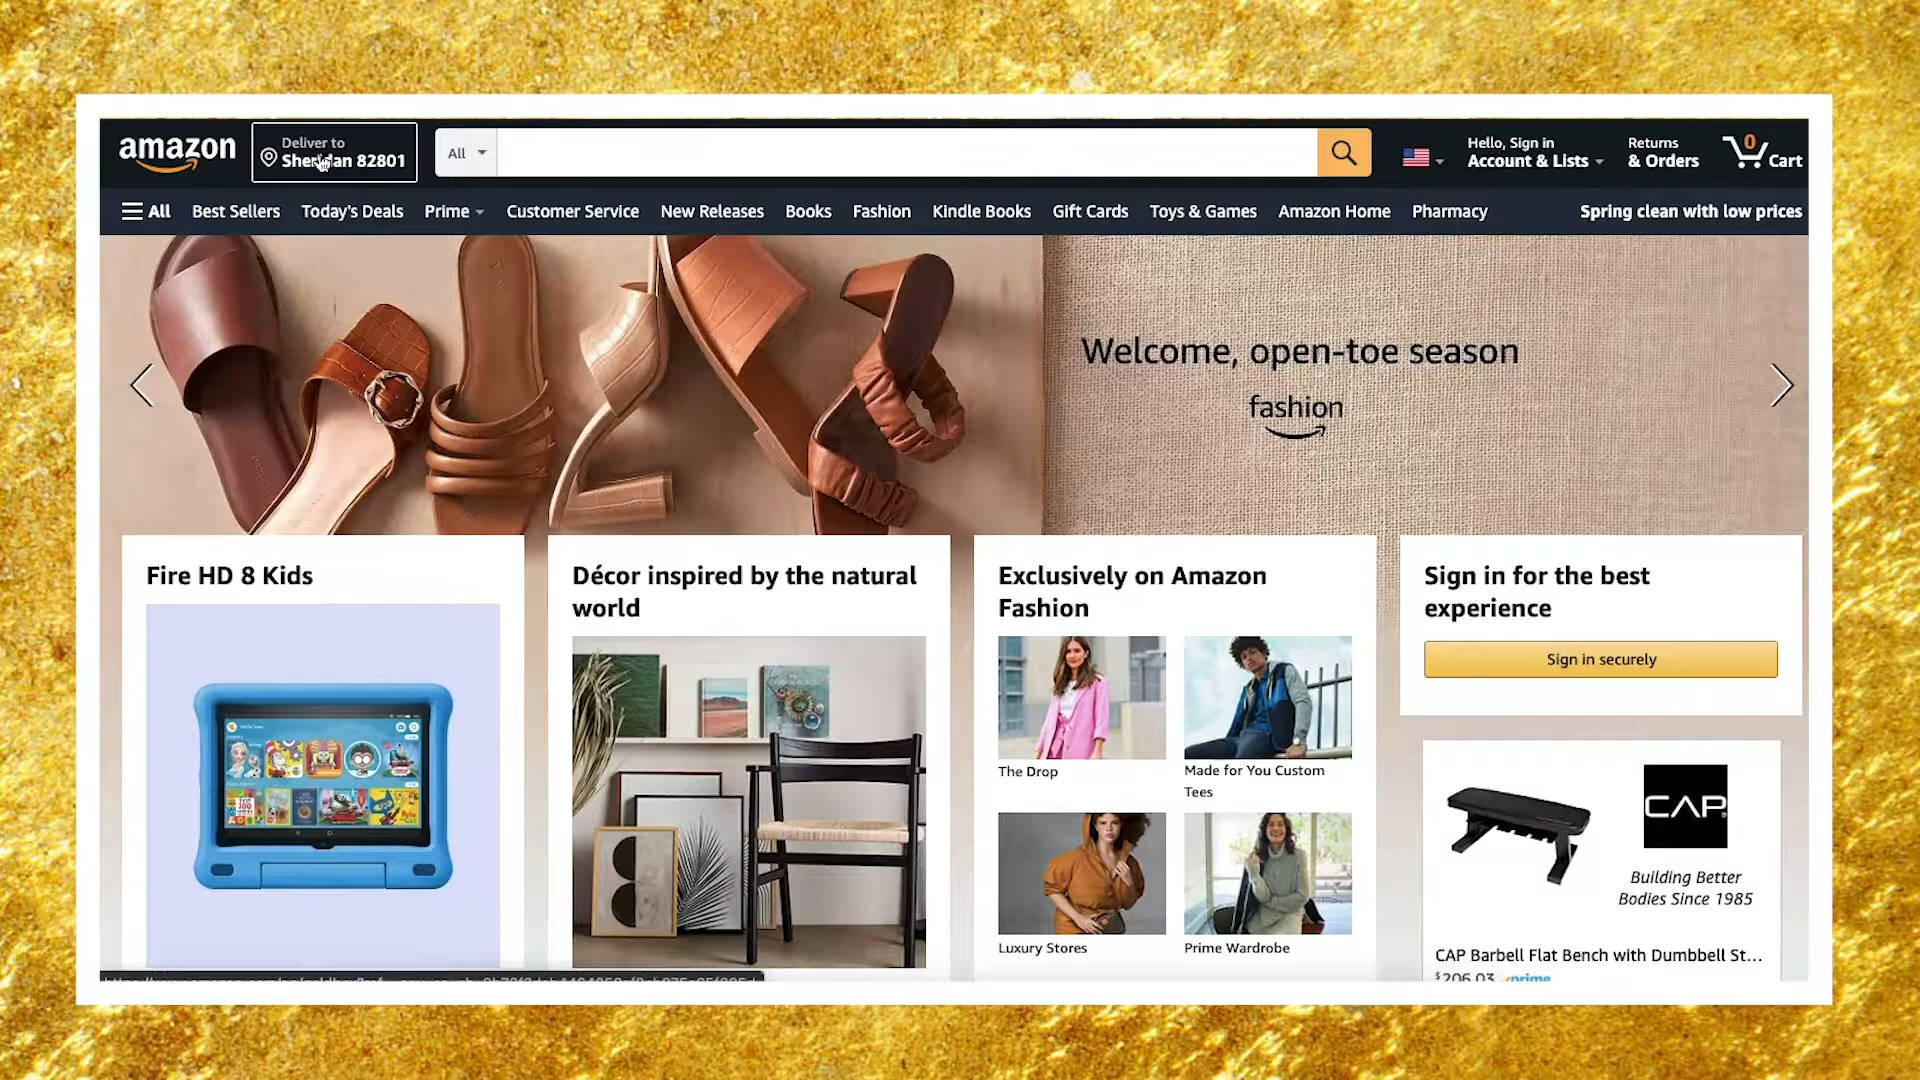 amazon
Deliver to
Sheridan 82801
All
Hello, Sign in
Account & Lists
Returns
& Orders
0
Cart
All
Best Sellers
Today's Deals
Prime
Customer Service
New Releases
Books
Fashion
Kindle Books
Gift Cards
Toys & Games
Amazon Home
Pharmacy
Spring clean with low prices
Welcome, open-toe season
fashion
Fire HD 8 Kids
Décor inspired by the natural
world
Exclusively on Amazon
Fashion
The Drop
Made for You Custom
Tees
Luxury Stores
Prime Wardrobe
Sign in for the best
experience
Sign in securely
CAP
Building Better
Bodies Since 1985
CAP Barbell Flat Bench with Dumbbell St...
$206.03 prime